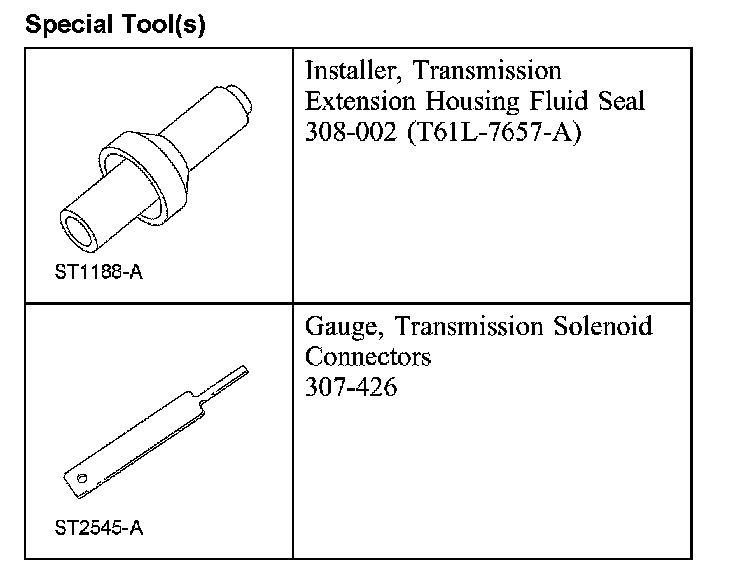 Special Tool(s)
Installer, Transmission
Extension Housing Fluid Seal
308-002 (T61L-7657-A)
ST1188-A
Gauge, Transmission Solenoid
Connectors
307-426
ST2545-A